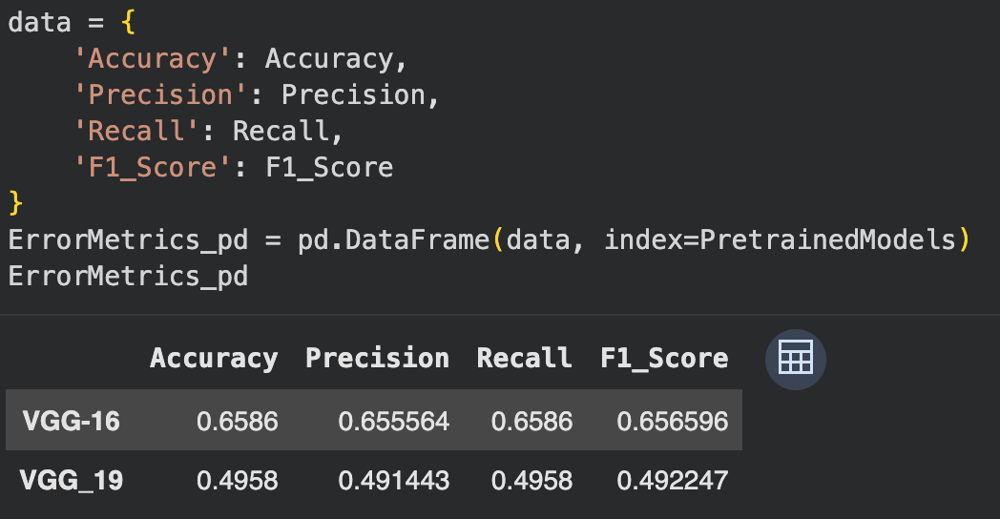 data = {
    'Accuracy': Accuracy,
    'Precision': Precision,
    'Recall': Recall,
    'F1_Score': F1_Score
}
ErrorMetrics_pd = pd.DataFrame(data, index=PretrainedModels)
ErrorMetrics_pd
Accuracy Precision Recall F1_Score
VGG-16 0.6586 0.655564 0.6586 0.656596
VGG_19 0.4958 0.491443 0.4958 0.492247